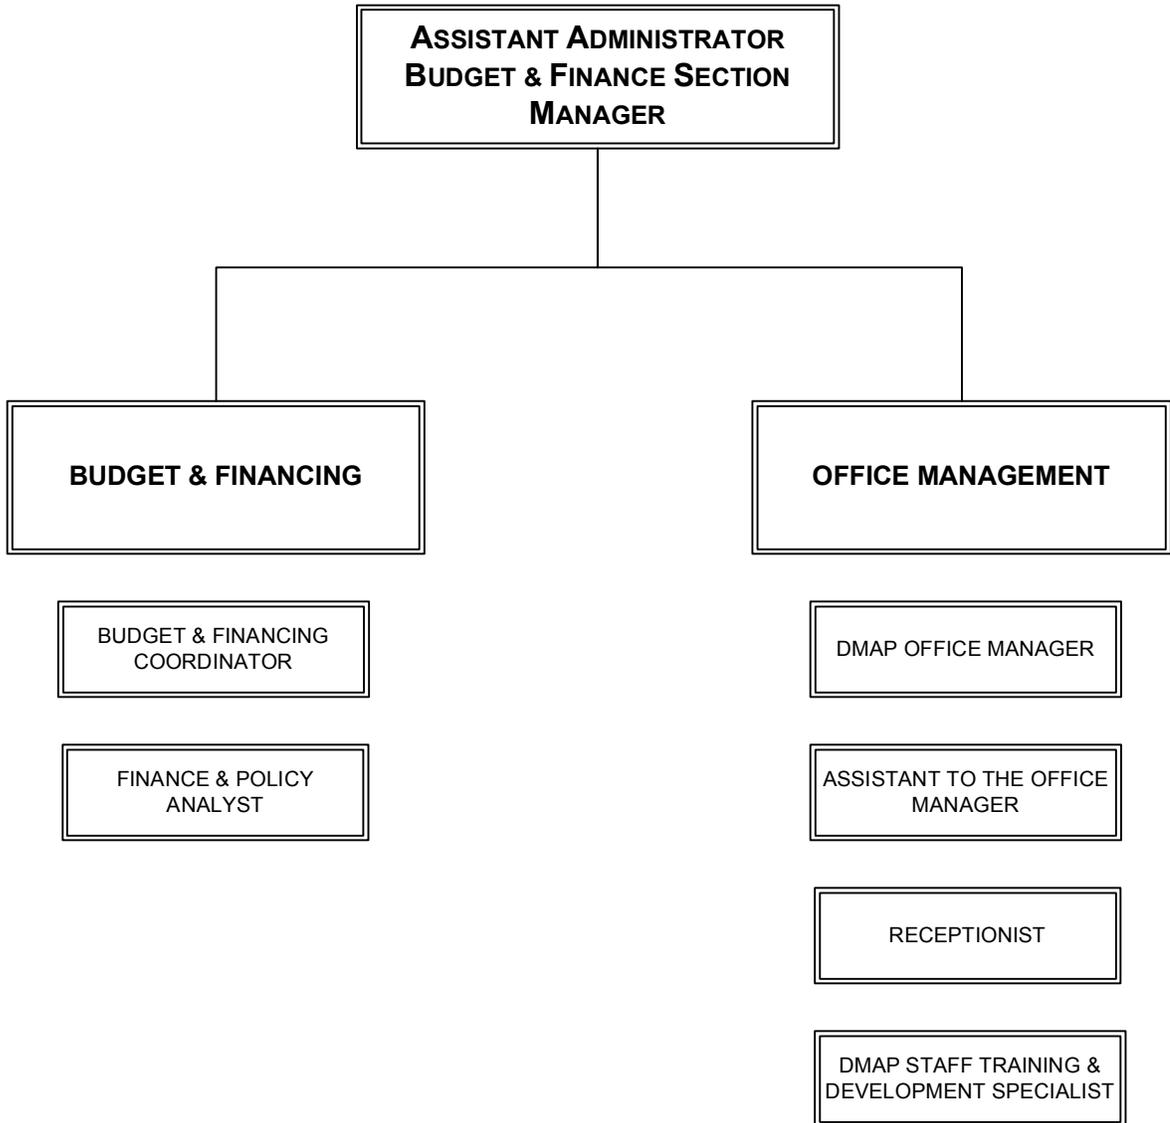 ASSISTANT ADMINISTRATOR
BUDGET & FINANCE SECTION
MANAGER
BUDGET & FINANCING
OFFICE MANAGEMENT
BUDGET & FINANCING
COORDINATOR
DMAP OFFICE MANAGER
FINANCE & POLICY
ANALYST
ASSISTANT TO THE OFFICE
MANAGER
RECEPTIONIST
DMAP STAFF TRAINING &
DEVELOPMENT SPECIALIST